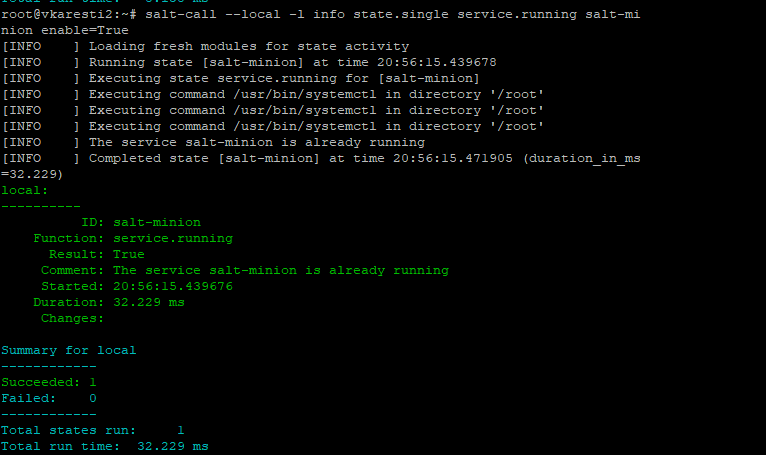 root@vkaresti2:~# salt-call --local -l info state.single service.running salt-mi
nion enable=True
[INFO    ] Loading fresh modules for state activity
[INFO    ] Running state [salt-minion] at time 20:56:15.439678
[INFO    ] Executing state service.running for [salt-minion]
[INFO    ] Executing command /usr/bin/systemctl in directory '/root'
[INFO    ] Executing command /usr/bin/systemctl in directory '/root'
[INFO    ] Executing command /usr/bin/systemctl in directory '/root'
[INFO    ] The service salt-minion is already running
[INFO    ] Completed state [salt-minion] at time 20:56:15.471905 (duration_in_ms
=32.229)
local:
----------
          ID: salt-minion
    Function: service.running
      Result: True
     Comment: The service salt-minion is already running
     Started: 20:56:15.439676
    Duration: 32.229 ms
     Changes:

Summary for local
------------
Succeeded: 1
Failed:    0
------------
Total states run:     1
Total run time:  32.229 ms